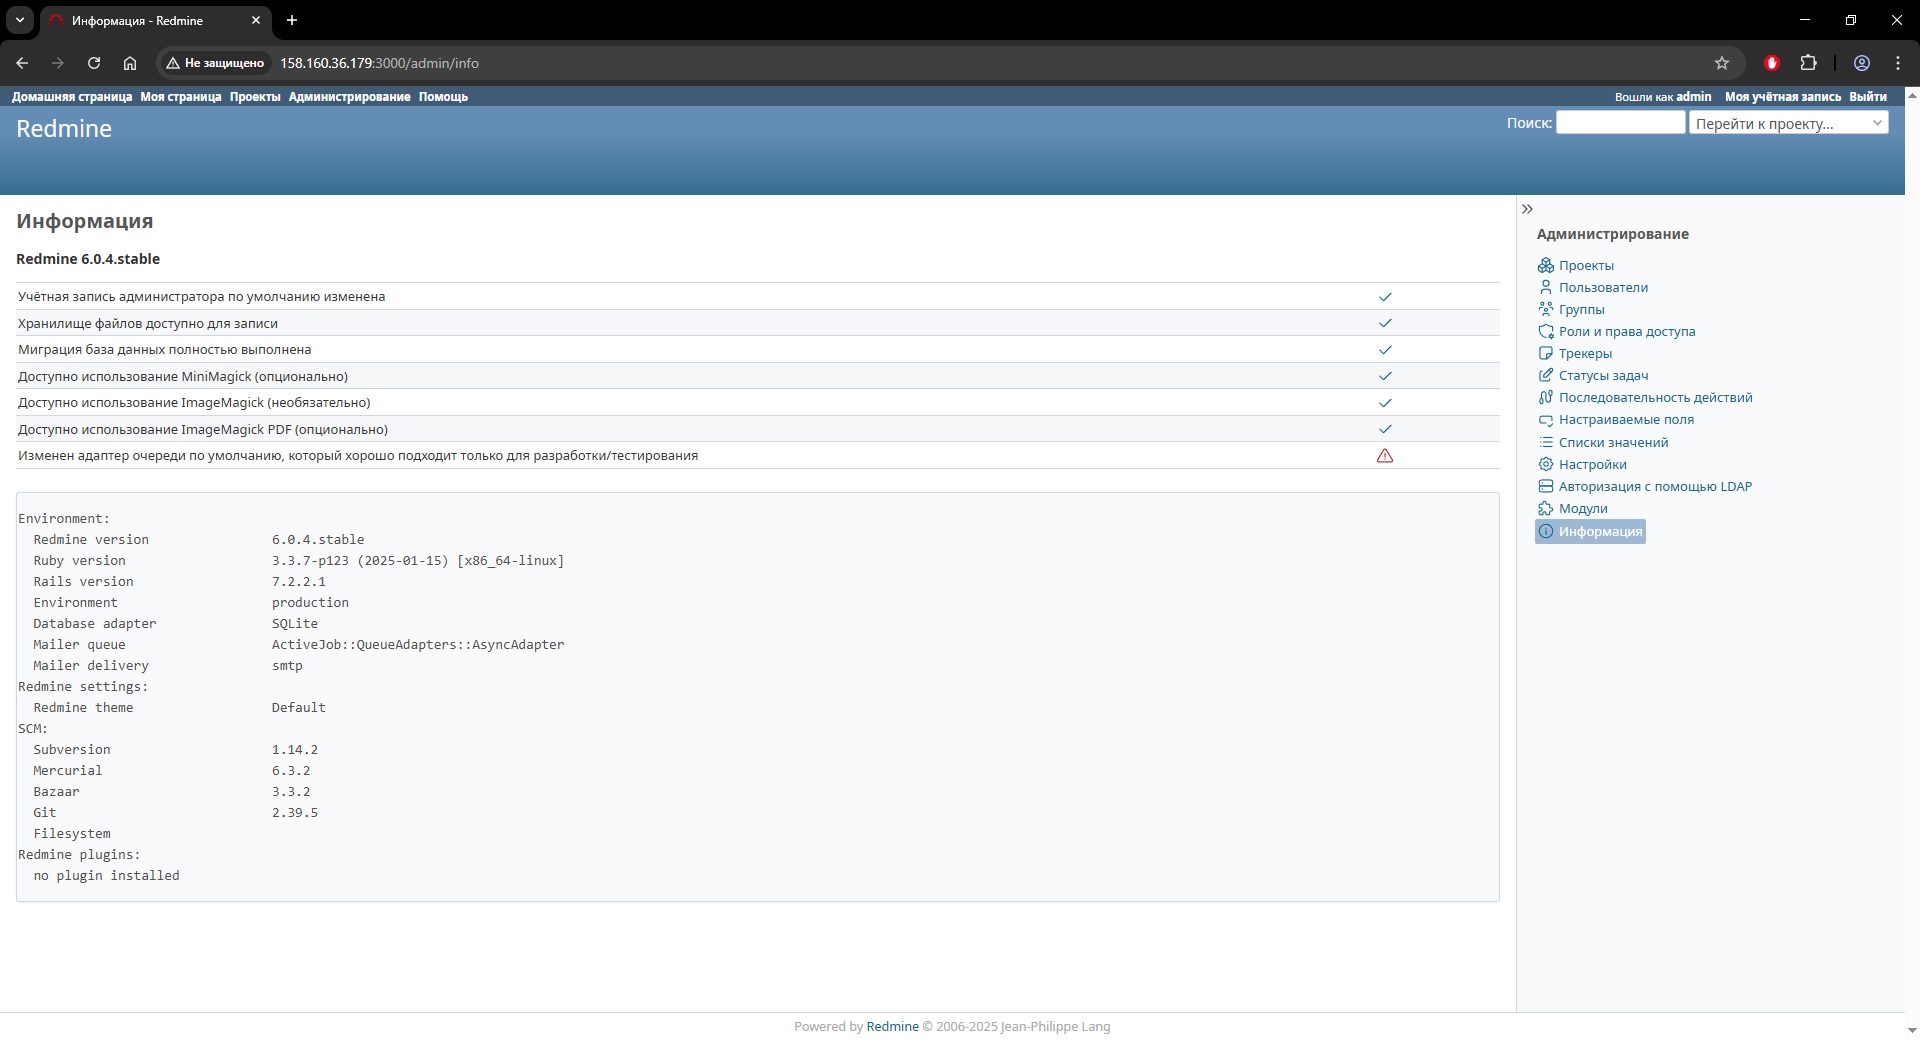 Информация - Redmine
Не защищено
158.160.36.179:3000/admin/info
Домашняя страница Моя страница Проекты Администрирование Помощь
Вошли как admin Моя учётная запись Выйти
Redmine
Поиск:
Перейти к проекту...
Информация
Redmine 6.0.4.stable
Учётная запись администратора по умолчанию изменена
Хранилище файлов доступно для записи
Миграция база данных полностью выполнена
Доступно использование MiniMagick (опционально)
Доступно использование ImageMagick (необязательно)
Доступно использование ImageMagick PDF (опционально)
Изменен адаптер очереди по умолчанию, который хорошо подходит только для разработки/тестирования
Environment:
Redmine version 6.0.4.stable
Ruby version 3.3.7-p123 (2025-01-15) [x86_64-linux]
Rails version 7.2.2.1
Environment production
Database adapter SQLite
Mailer queue ActiveJob::QueueAdapters::AsyncAdapter
Mailer delivery smtp
Redmine settings:
Redmine theme Default
SCM:
Subversion 1.14.2
Mercurial 6.3.2
Bazaar 3.3.2
Git 2.39.5
Filesystem
Redmine plugins:
no plugin installed
Администрирование
Проекты
Пользователи
Группы
Роли и права доступа
Трекеры
Статусы задач
Последовательность действий
Настраиваемые поля
Списки значений
Настройки
Авторизация с помощью LDAP
Модули
Информация
Powered by Redmine © 2006-2025 Jean-Philippe Lang